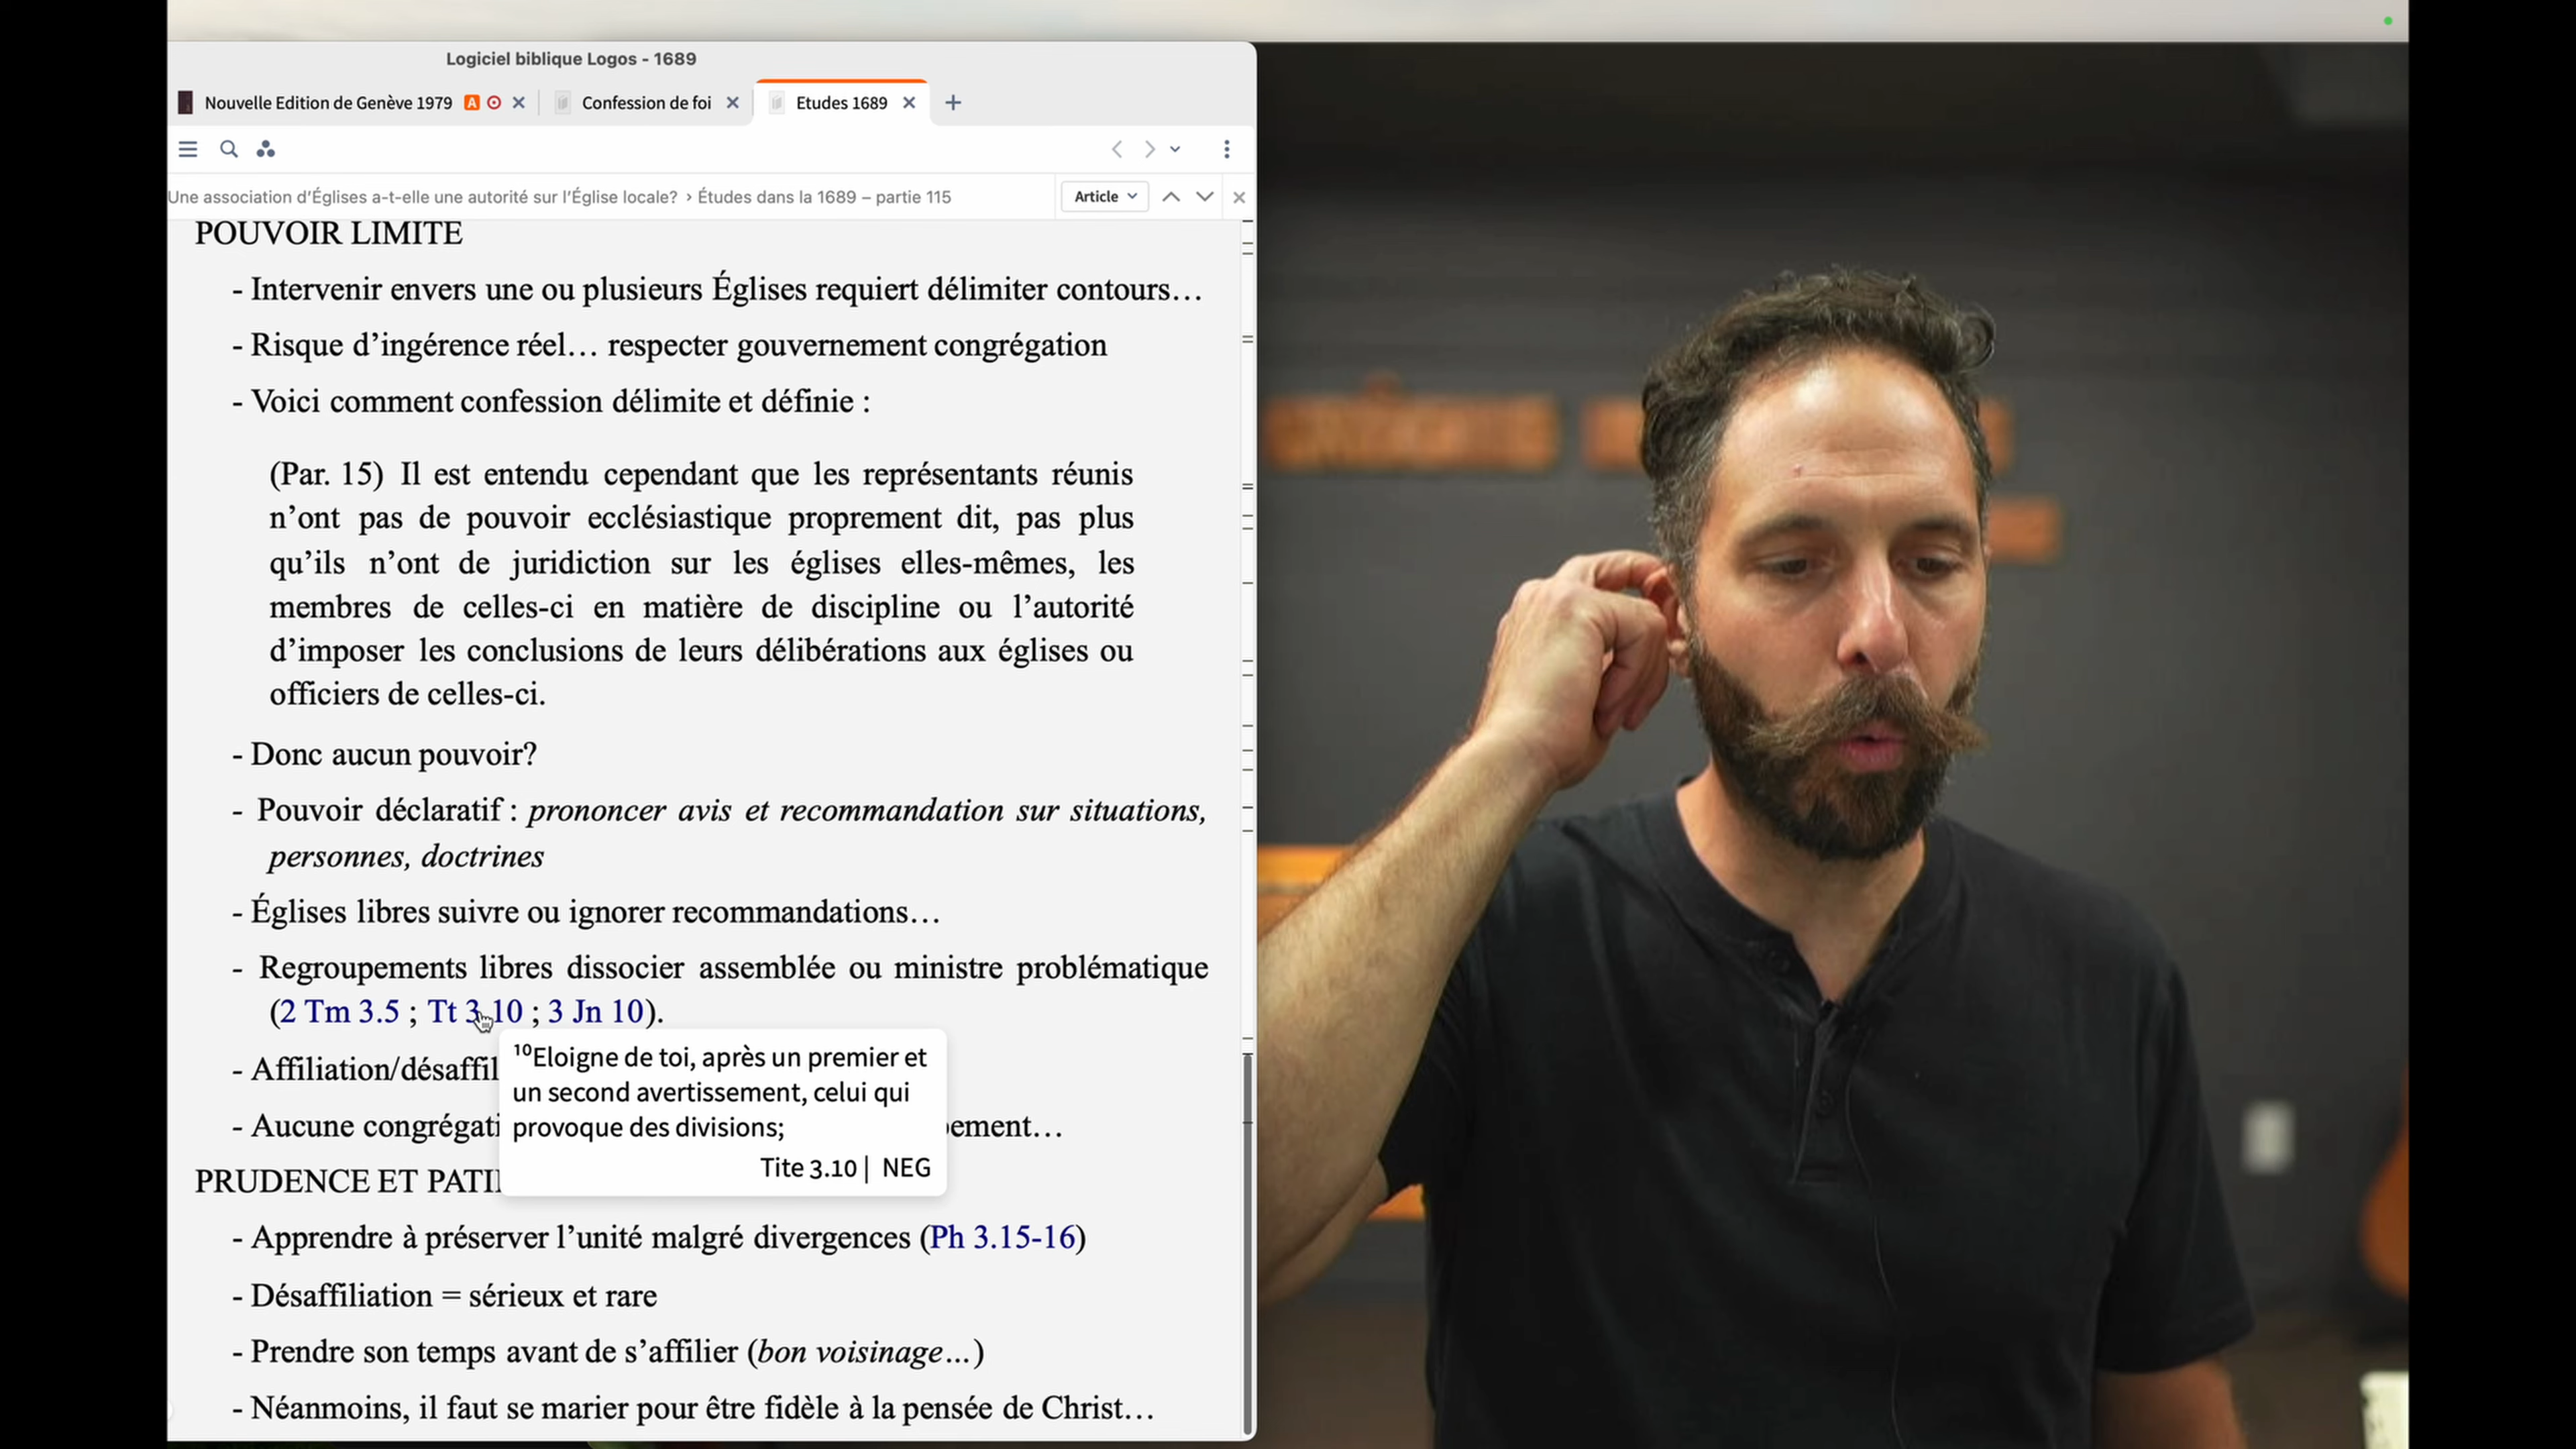 Logiciel biblique Logos - 1689
Nouvelle Edition de Genève 1979 A
Confession de foi
Etudes 1689
Une association d'Églises a-t-elle une autorité sur l'Église locale? › Études dans la 1689 – partie 115
Article
POUVOIR LIMITÉ
- Intervenir envers une ou plusieurs Églises requiert délimiter contours…
- Risque d'ingérence réel… respecter gouvernement congrégation
- Voici comment confession délimite et définie :
(Par. 15) Il est entendu cependant que les représentants réunis
n'ont pas de pouvoir ecclésiastique proprement dit, pas plus
qu'ils n'ont de juridiction sur les églises elles-mêmes, les
membres de celles-ci en matière de discipline ou l'autorité
d'imposer les conclusions de leurs délibérations aux églises ou
officiers de celles-ci.
- Donc aucun pouvoir?
- Pouvoir déclaratif : prononcer avis et recommandation sur situations,
personnes, doctrines
- Églises libres suivre ou ignorer recommandations…
- Regroupements libres dissocier assemblée ou ministre problématique
(2 Tm 3.5 ; Tt 3.10 ; 3 Jn 10).
- Affiliation/désaffil
- Aucune congrégati
pement…
10Eloigne de toi, après un premier et
un second avertissement, celui qui
provoque des divisions;
Tite 3.10 | NEG
PRUDENCE ET PATI
- Apprendre à préserver l'unité malgré divergences (Ph 3.15-16)
- Désaffiliation = sérieux et rare
- Prendre son temps avant de s'affilier (bon voisinage…)
- Néanmoins, il faut se marier pour être fidèle à la pensée de Christ…